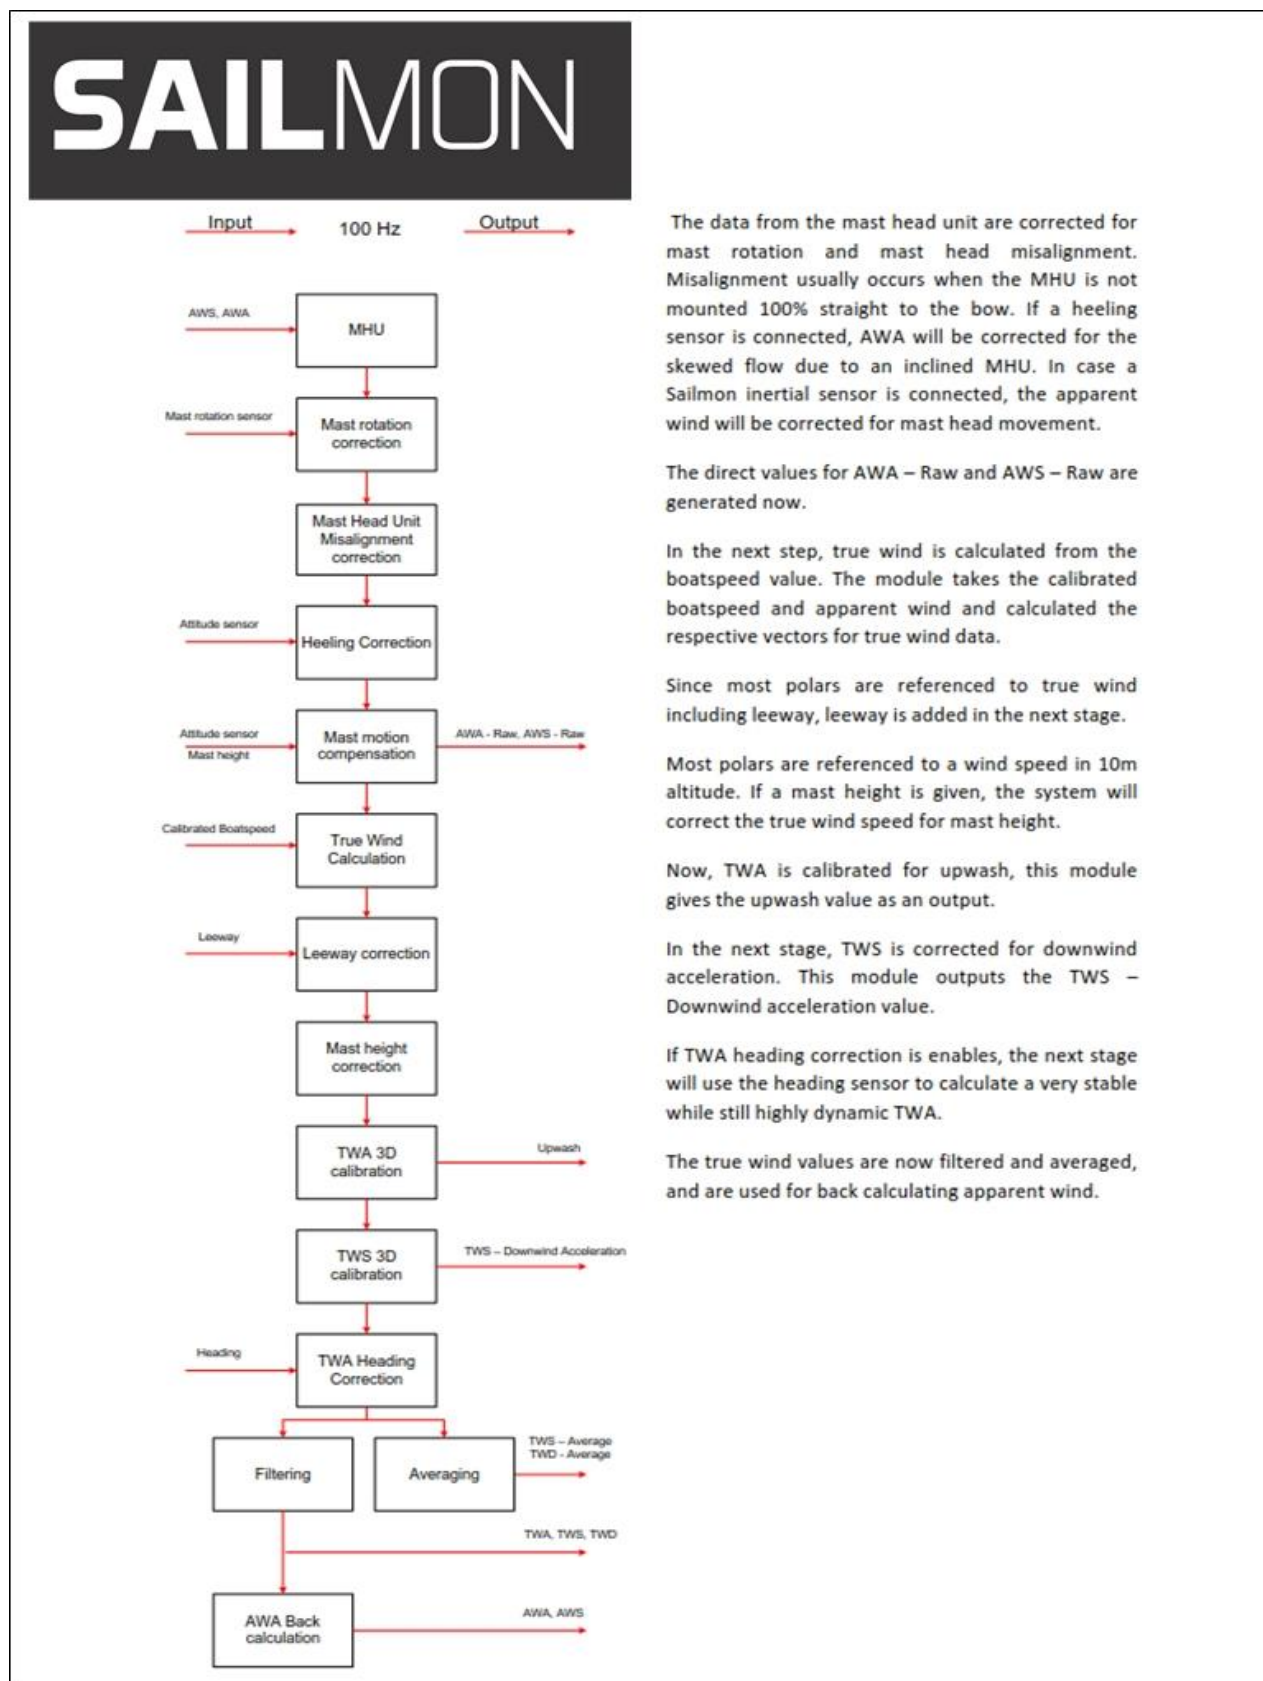 SAILMON
Input
100 Hz
Output
AWS, AWA
MHU
Mast rotation sensor
Mast rotation
correction
Mast Head Unit
Misalignment
correction
Attitude sensor
Heeling Correction
Attitude sensor
Mast height
Mast motion
compensation
AWA - Raw, AWS - Raw
Calibrated Boatspeed
True Wind
Calculation
Leeway
Leeway correction
Mast height
correction
TWA 3D
calibration
Upwash
TWS 3D
calibration
TWS – Downwind Acceleration
Heading
TWA Heading
Correction
Filtering
Averaging
TWS – Average
TWD - Average
TWA, TWS, TWD
AWA Back
calculation
AWA, AWS
The data from the mast head unit are corrected for
mast rotation and mast head misalignment.
Misalignment usually occurs when the MHU is not
mounted 100% straight to the bow. If a heeling
sensor is connected, AWA will be corrected for the
skewed flow due to an inclined MHU. In case a
Sailmon inertial sensor is connected, the apparent
wind will be corrected for mast head movement.
The direct values for AWA – Raw and AWS – Raw are
generated now.
In the next step, true wind is calculated from the
boatspeed value. The module takes the calibrated
boatspeed and apparent wind and calculated the
respective vectors for true wind data.
Since most polars are referenced to true wind
including leeway, leeway is added in the next stage.
Most polars are referenced to a wind speed in 10m
altitude. If a mast height is given, the system will
correct the true wind speed for mast height.
Now, TWA is calibrated for upwash, this module
gives the upwash value as an output.
In the next stage, TWS is corrected for downwind
acceleration. This module outputs the TWS –
Downwind acceleration value.
If TWA heading correction is enables, the next stage
will use the heading sensor to calculate a very stable
while still highly dynamic TWA.
The true wind values are now filtered and averaged,
and are used for back calculating apparent wind.